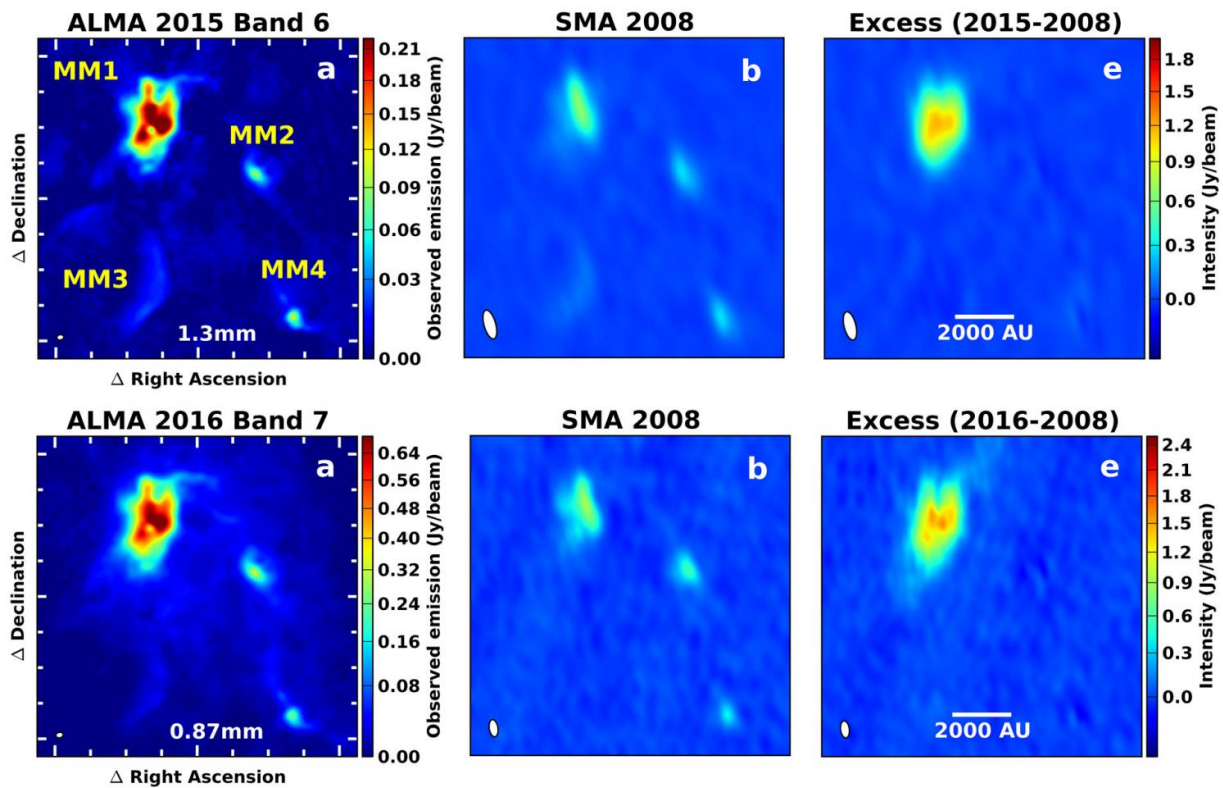 ALMA 2015 Band 6
SMA 2008
Excess (2015-2008)
MM1
a
MM2
MM3
MM4
1.3mm
Δ Declination
Δ Right Ascension
0.21
0.18
0.15
0.12
0.09
0.06
0.03
0.00
Observed emission (Jy/beam)
b
e
2000 AU
1.8
1.5
1.2
0.9
0.6
0.3
0.0
Intensity (Jy/beam)
ALMA 2016 Band 7
SMA 2008
Excess (2016-2008)
a
0.87mm
Δ Declination
Δ Right Ascension
0.64
0.56
0.48
0.40
0.32
0.24
0.16
0.08
0.00
Observed emission (Jy/beam)
b
e
2000 AU
2.4
2.1
1.8
1.5
1.2
0.9
0.6
0.3
0.0
Intensity (Jy/beam)